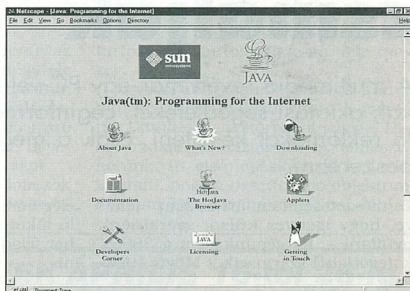 Netscape - [Java: Programming for the Internet]
File Edit View Go Bookmarks Options Directory Help
Sun
microsystems
JAVA
Java(tm): Programming for the Internet
About Java What's New? Downloading
HotJava
Documentation The HotJava Browser Applets
JAVA
Developers Corner Licensing Getting in Touch
Document: Done